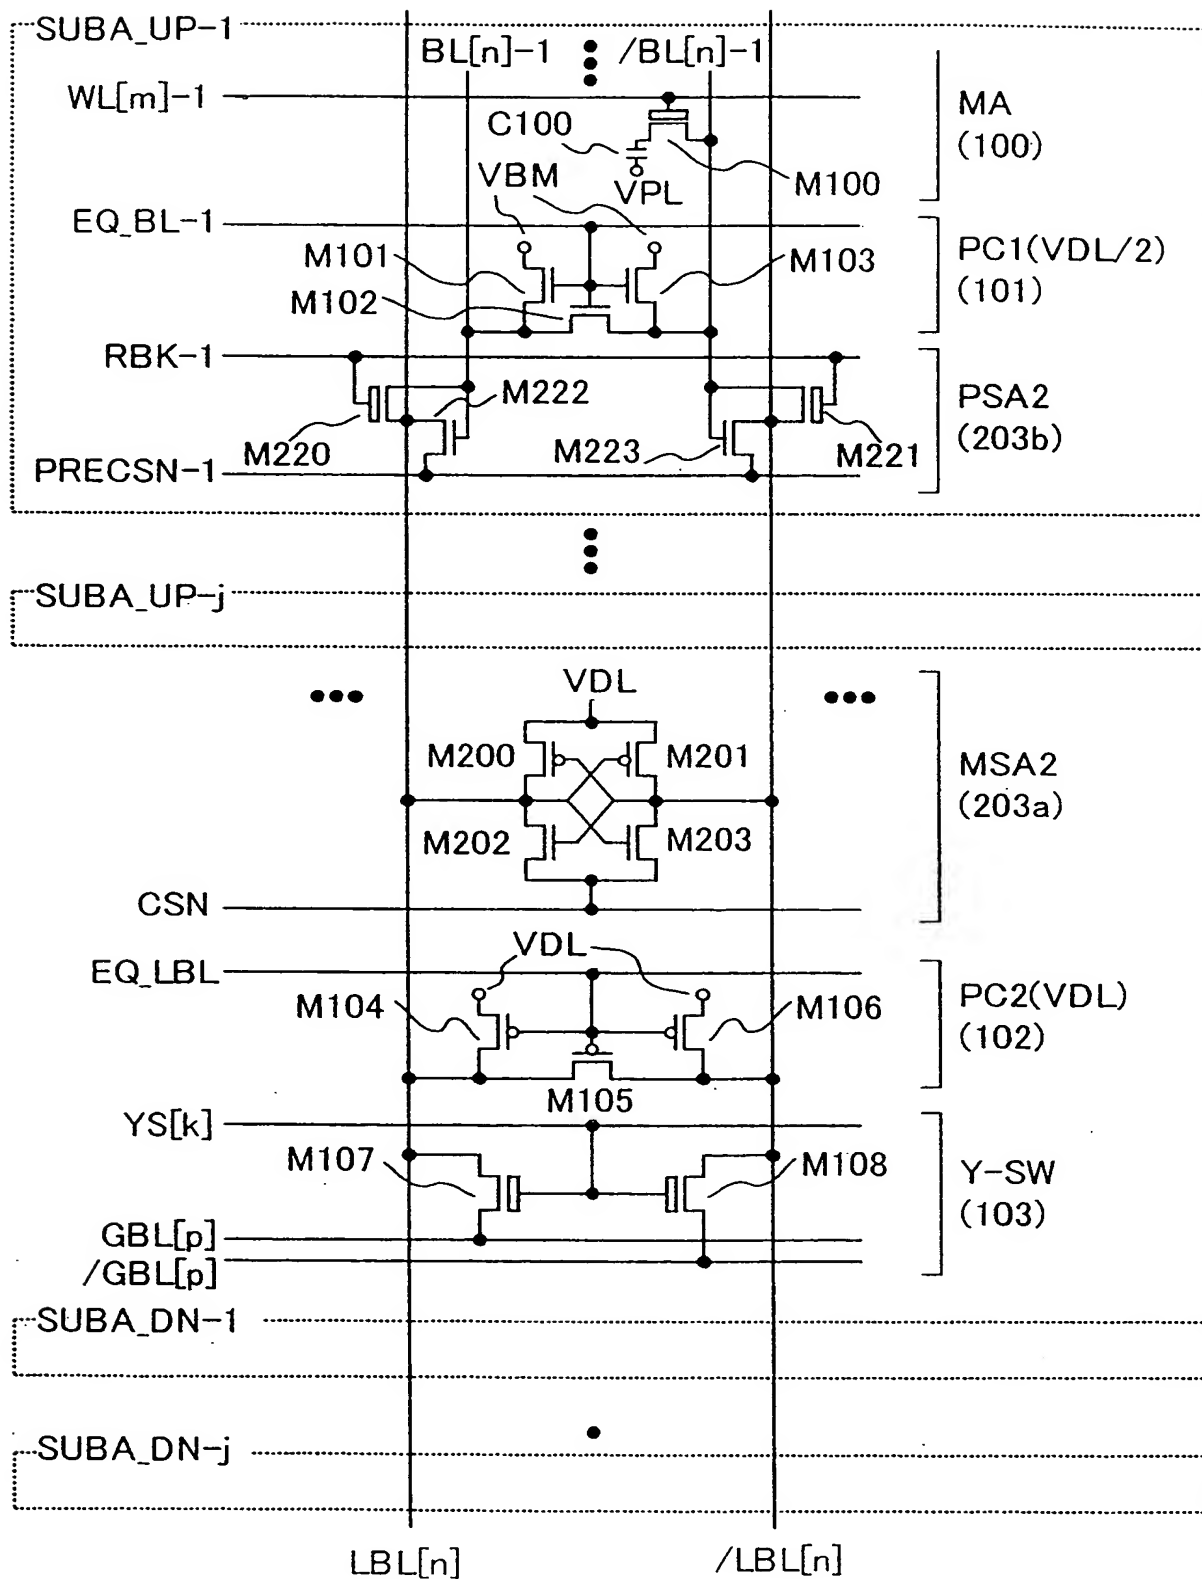 SUBA_UP-1
BL[n]-1 /BL[n]-1
WL[m]-1
MA
(100)
C100
M100
VPL
VBM
EQ_BL-1
M101
M103
PC1(VDL/2)
(101)
M102
RBK-1
M222
PSA2
(203b)
M220
M223
M221
PRECSN-1
SUBA_UP-j
VDL
M200
M201
MSA2
(203a)
M202
M203
CSN
VDL
EQ_LBL
M104
M106
PC2(VDL)
(102)
M105
YS[k]
M107
M108
Y-SW
(103)
GBL[p]
/GBL[p]
SUBA_DN-1
SUBA_DN-j
LBL[n]
/LBL[n]